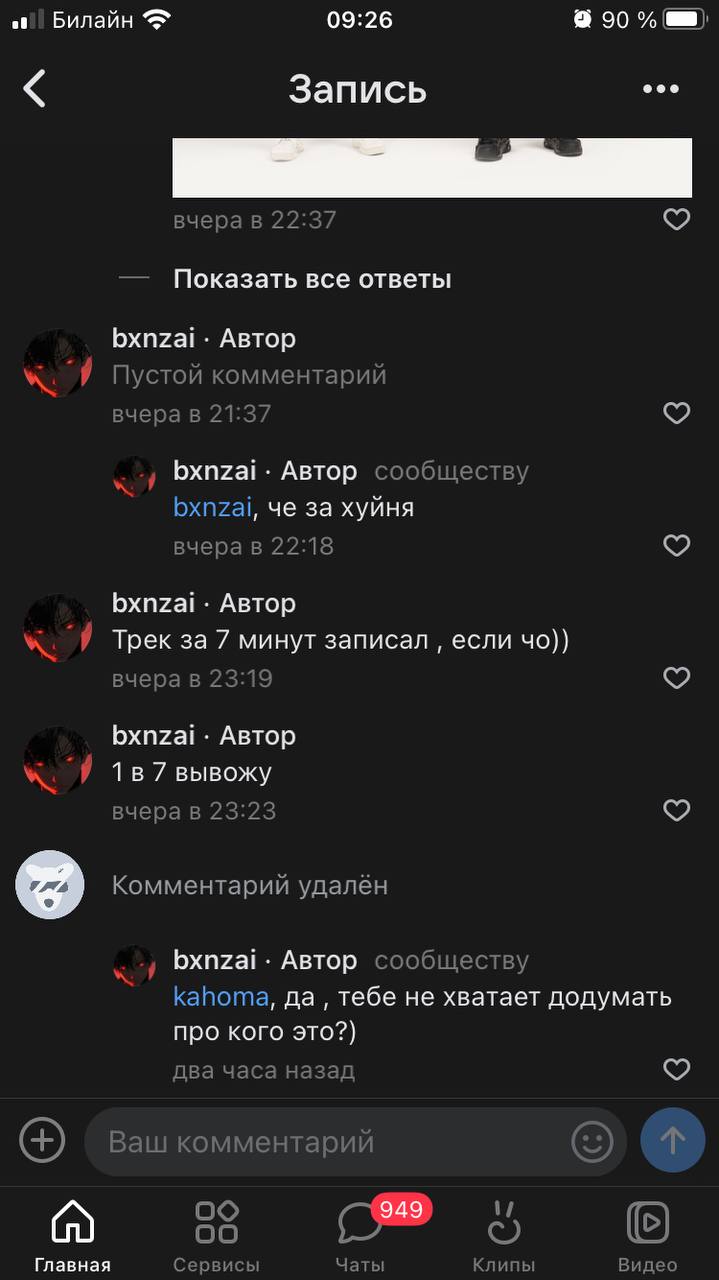 Билайн 09:26 90 %
Запись
вчера в 22:37
Показать все ответы
bxnzai · Автор
Пустой комментарий
вчера в 21:37
bxnzai · Автор сообществу
bxnzai, че за хуйня
вчера в 22:18
bxnzai · Автор
Трек за 7 минут записал , если чо))
вчера в 23:19
bxnzai · Автор
1 в 7 вывожу
вчера в 23:23
Комментарий удалён
bxnzai · Автор сообществу
kahoma, да , тебе не хватает додумать
про кого это?)
два часа назад
Ваш комментарий
949
Главная Сервисы Чаты Клипы Видео